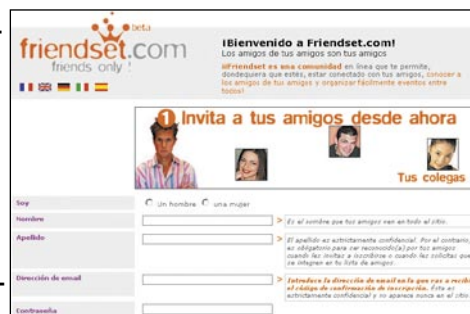 beta
friendset.com
friends only !
¡Bienvenido a Friendset.com!
Los amigos de tus amigos son tus amigos
¡¡Friendset es una comunidad en línea que te permite,
dondequiera que estés, estar conectado con tus amigos, conocer a
los amigos de tus amigos y organizar fácilmente eventos entre
todos!
1 Invita a tus amigos desde ahora
Tus colegas
Soy
Un hombre una mujer
Nombre
> Es el nombre que tus amigos ven en todo el sitio.
Apellido
> El apellido es estrictamente confidencial. Por el contrario,
es obligatorio para ser reconocido(a) por tus amigos
cuando les invitas a inscribirse o cuando les solicitas que
se integren en tu lista de amigos.
Dirección de email
> Introduce la dirección de email en la que vas a recibi
el código de confirmación de inscripción. Ésta es
estrictamente confidencial y no aparece nunca en el sitio.
Contraseña